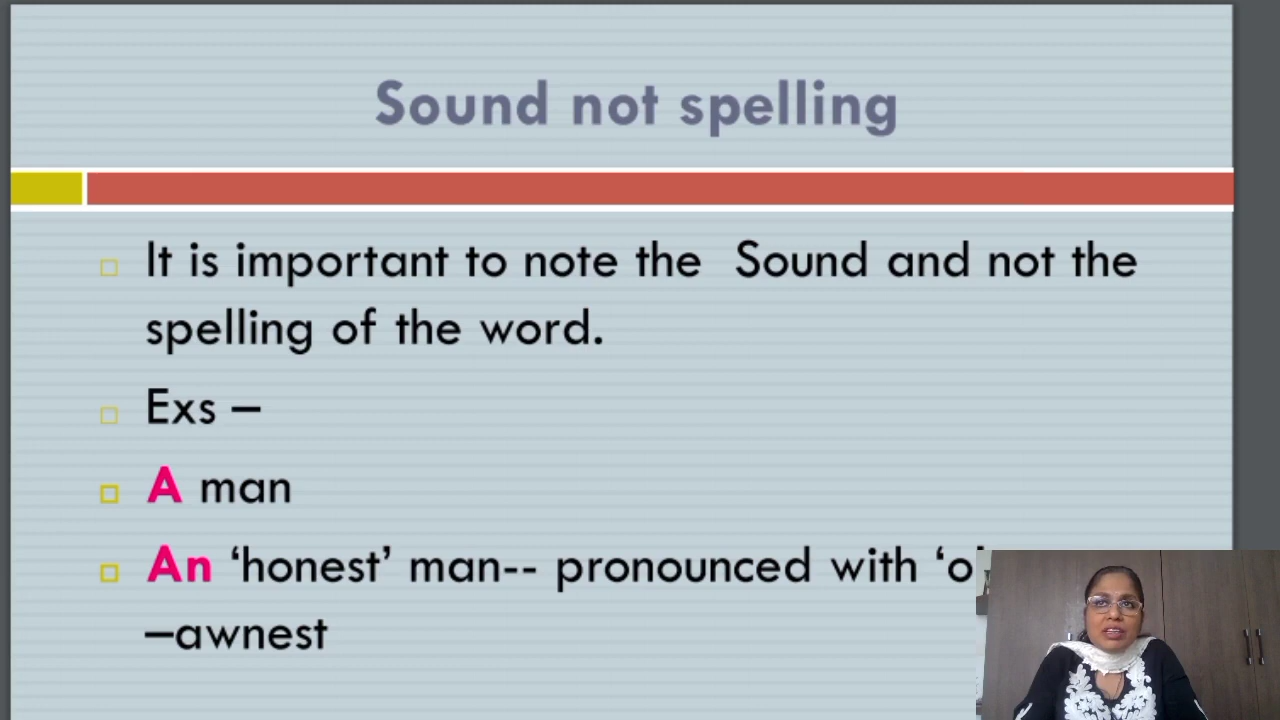 Sound not spelling
It is important to note the Sound and not the
spelling of the word.
Exs –
A man
An ‘honest’ man-- pronounced with
–awnest